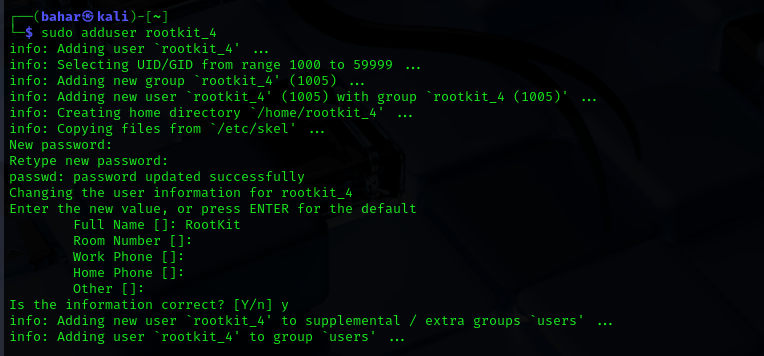 ┌──(bahar㉿kali)-[~]
└─$ sudo adduser rootkit_4
info: Adding user `rootkit_4' ...
info: Selecting UID/GID from range 1000 to 59999 ...
info: Adding new group `rootkit_4' (1005) ...
info: Adding new user `rootkit_4' (1005) with group `rootkit_4 (1005)' ...
info: Creating home directory `/home/rootkit_4' ...
info: Copying files from `/etc/skel' ...
New password:
Retype new password:
passwd: password updated successfully
Changing the user information for rootkit_4
Enter the new value, or press ENTER for the default
Full Name []: RootKit
Room Number []:
Work Phone []:
Home Phone []:
Other []:
Is the information correct? [Y/n] y
info: Adding new user `rootkit_4' to supplemental / extra groups `users' ...
info: Adding user `rootkit_4' to group `users' ...